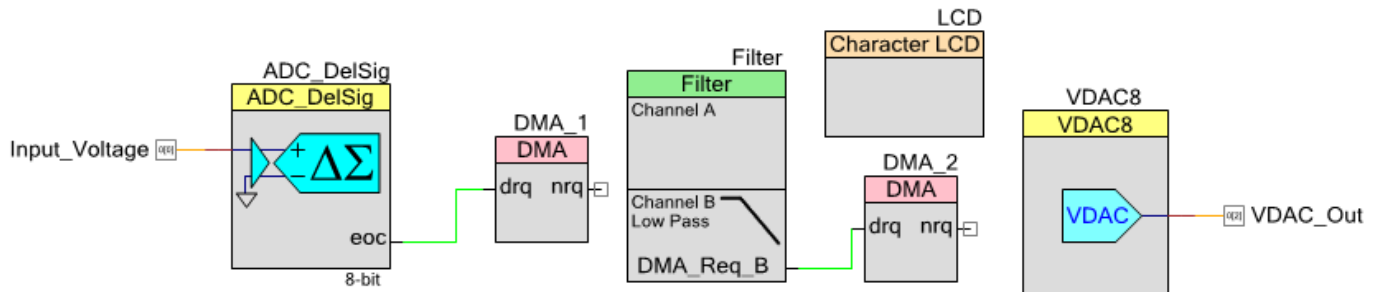 LCD
Character LCD
Filter
Filter
Channel A
Channel B
Low Pass
DMA_Req_B
ADC_DelSig
ADC_DelSig
+
ΔΣ
−
eoc
8-bit
Input_Voltage
DMA_1
DMA
drq nrq
DMA_2
DMA
drq nrq
VDAC8
VDAC8
VDAC
VDAC_Out